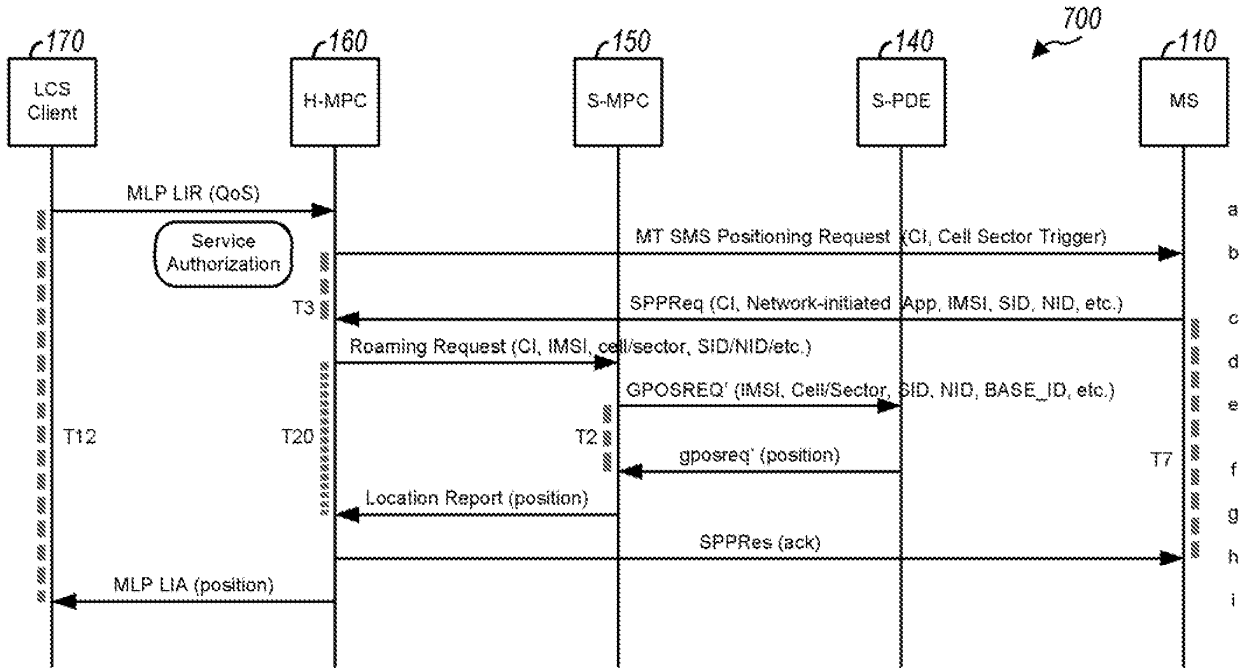 700
170
160
150
140
110
LCS
Client
H-MPC
S-MPC
S-PDE
MS
MLP LIR (QoS)
a
Service
Authorization
MT SMS Positioning Request (CI, Cell Sector Trigger)
b
T3
SPPReq (CI, Network-initiated App, IMSI, SID, NID, etc.)
c
Roaming Request (CI, IMSI, cell/sector, SID/NID/etc.)
d
GPOSREQ' (IMSI, Cell/Sector, SID, NID, BASE_ID, etc.)
e
T12
T20
T2
T7
gposreq' (position)
f
Location Report (position)
g
SPPRes (ack)
h
MLP LIA (position)
i